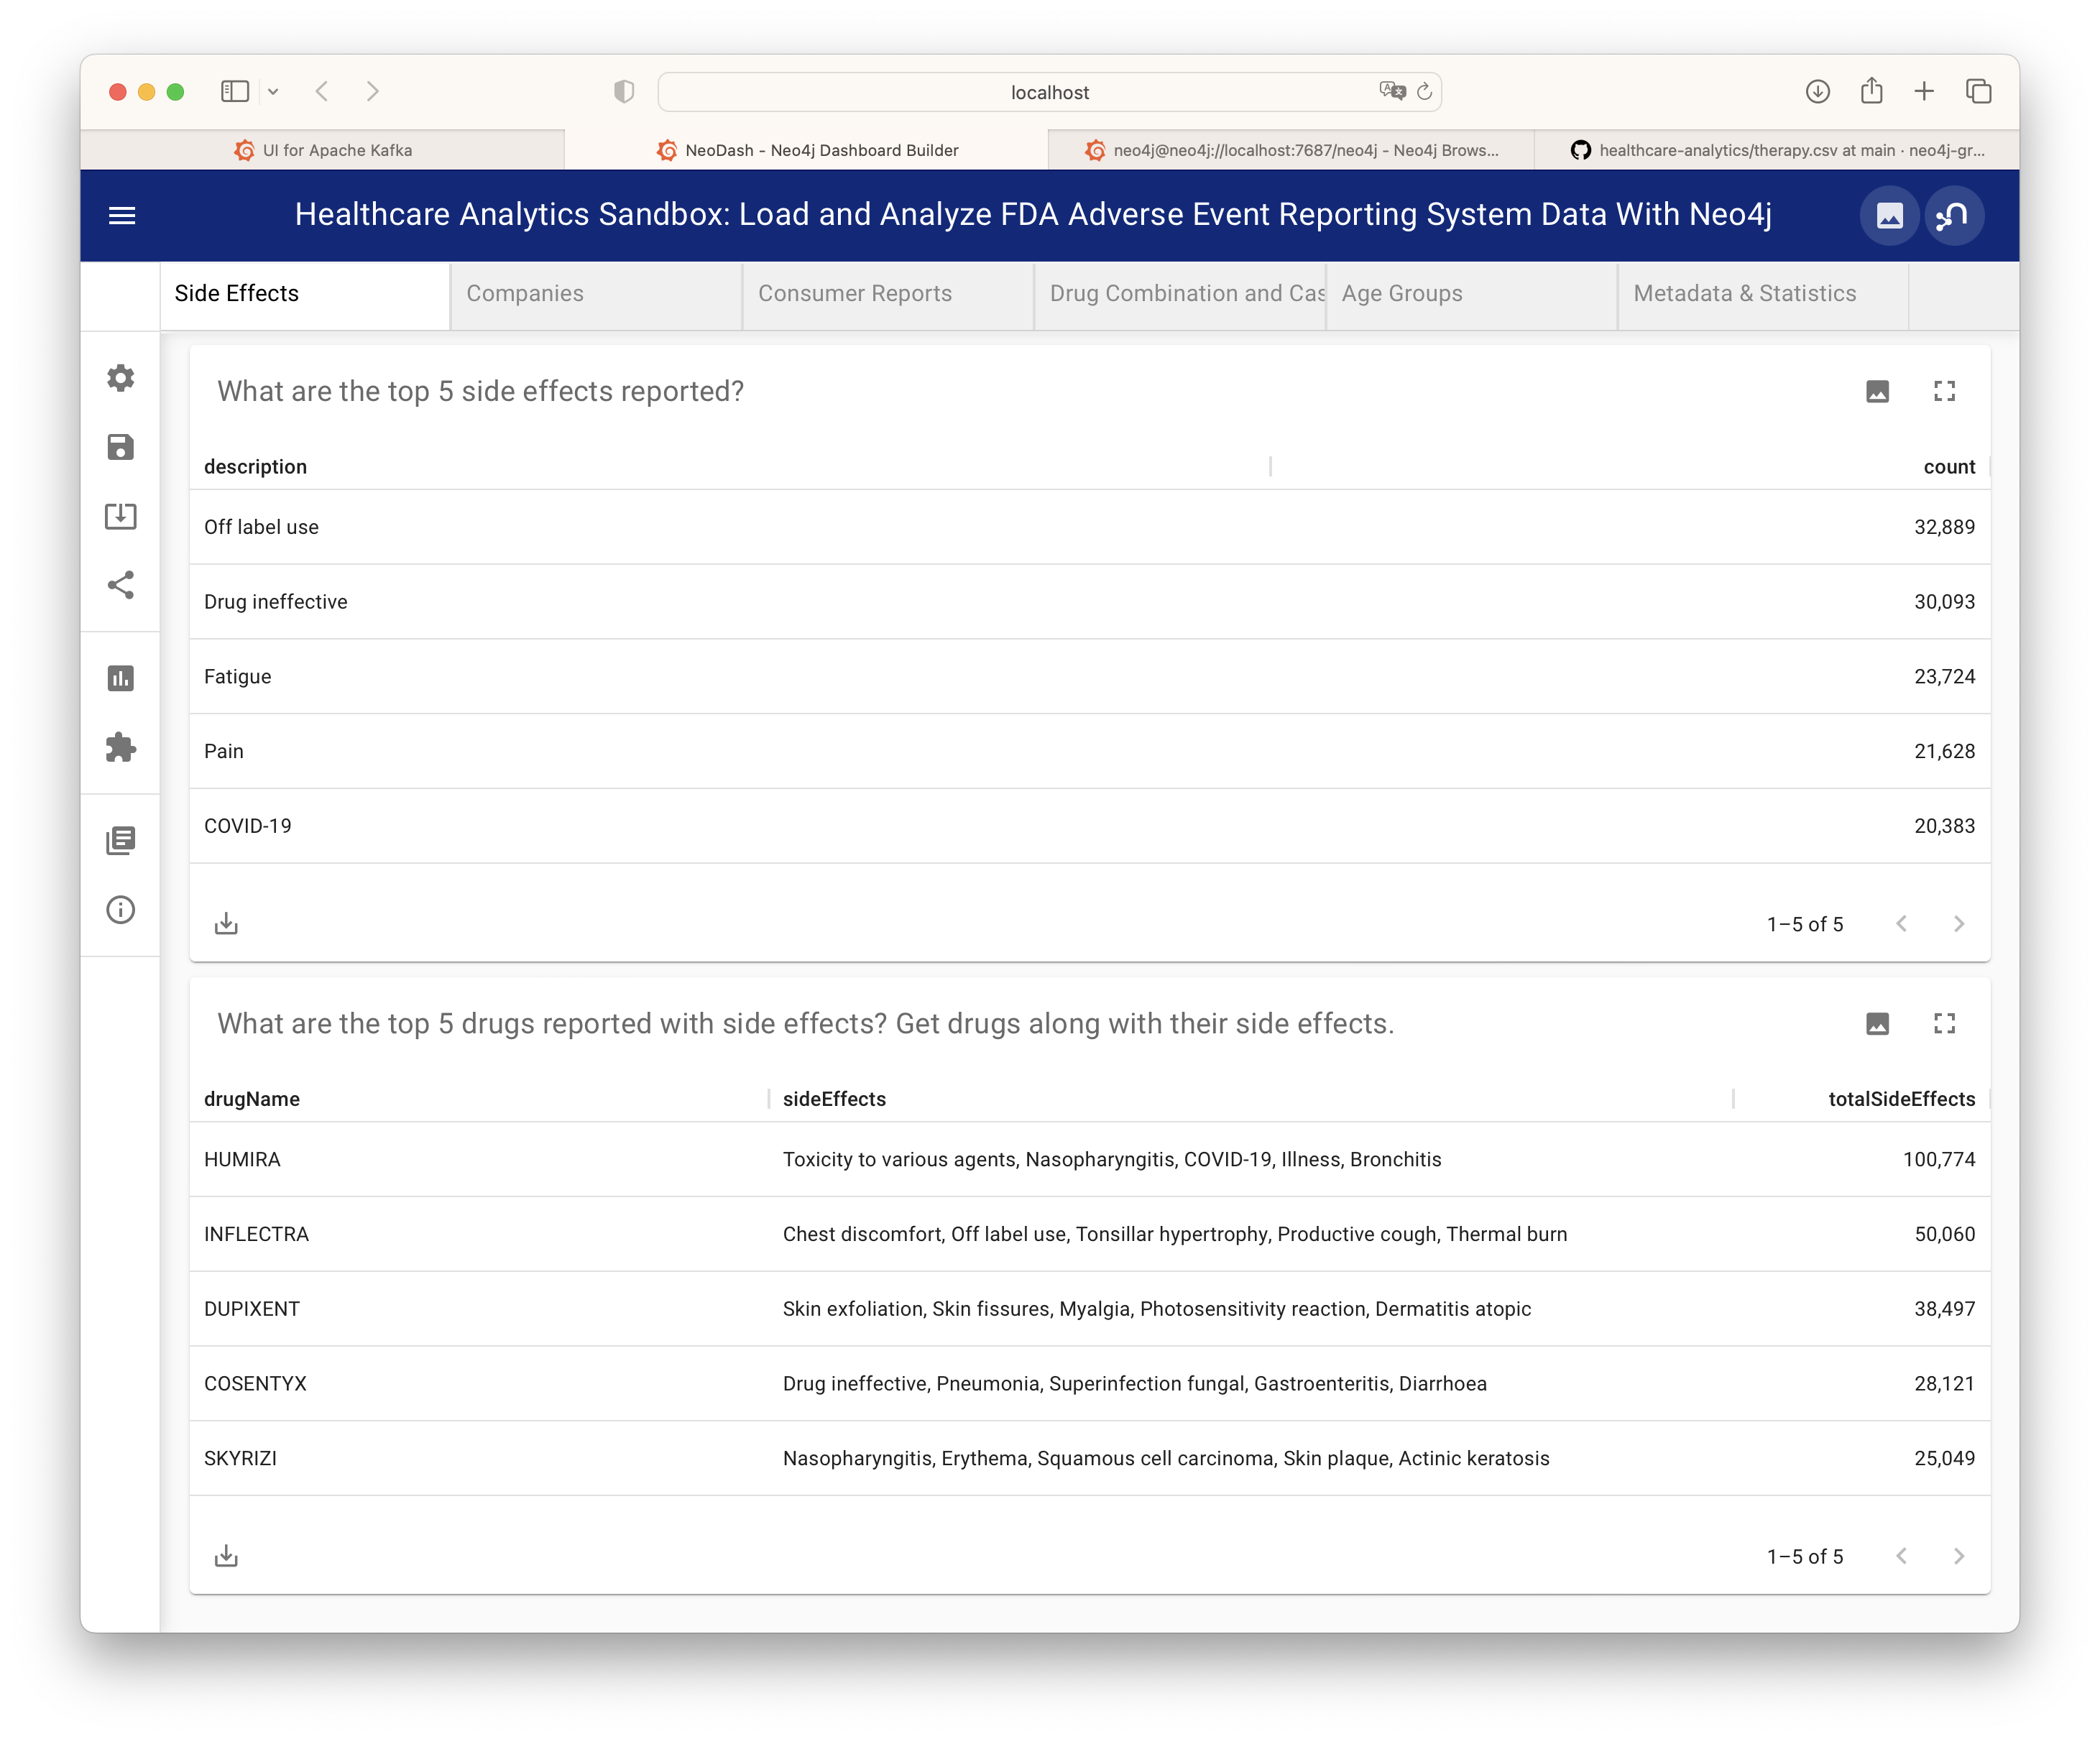 localhost
UI for Apache Kafka
NeoDash - Neo4j Dashboard Builder
neo4j@neo4j://localhost:7687/neo4j - Neo4j Brows...
healthcare-analytics/therapy.csv at main · neo4j-gr...
Healthcare Analytics Sandbox: Load and Analyze FDA Adverse Event Reporting System Data With Neo4j
Side Effects
Companies
Consumer Reports
Drug Combination and Cas
Age Groups
Metadata & Statistics
What are the top 5 side effects reported?
description count
Off label use 32,889
Drug ineffective 30,093
Fatigue 23,724
Pain 21,628
COVID-19 20,383
1–5 of 5
What are the top 5 drugs reported with side effects? Get drugs along with their side effects.
drugName sideEffects totalSideEffects
HUMIRA Toxicity to various agents, Nasopharyngitis, COVID-19, Illness, Bronchitis 100,774
INFLECTRA Chest discomfort, Off label use, Tonsillar hypertrophy, Productive cough, Thermal burn 50,060
DUPIXENT Skin exfoliation, Skin fissures, Myalgia, Photosensitivity reaction, Dermatitis atopic 38,497
COSENTYX Drug ineffective, Pneumonia, Superinfection fungal, Gastroenteritis, Diarrhoea 28,121
SKYRIZI Nasopharyngitis, Erythema, Squamous cell carcinoma, Skin plaque, Actinic keratosis 25,049
1–5 of 5